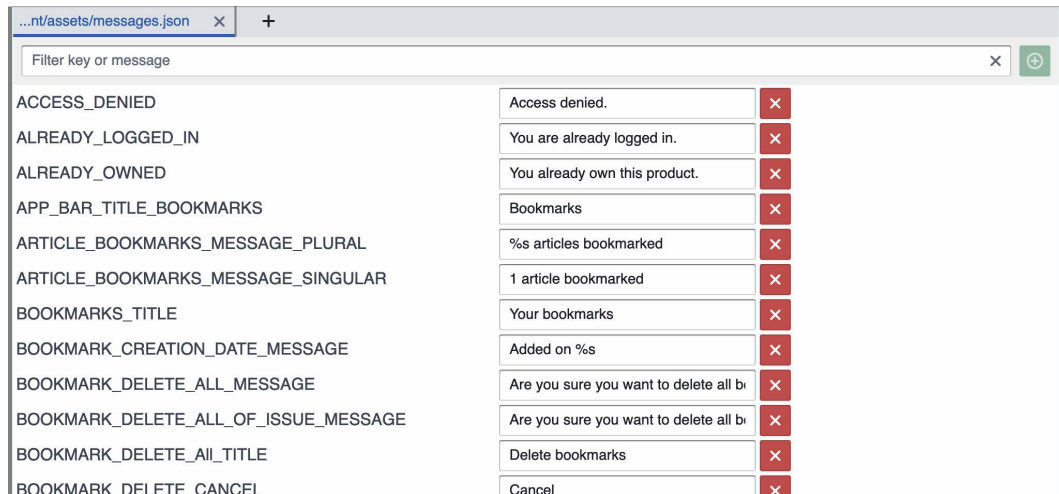 ...nt/assets/messages.json
Filter key or message
ACCESS_DENIED Access denied.
ALREADY_LOGGED_IN You are already logged in.
ALREADY_OWNED You already own this product.
APP_BAR_TITLE_BOOKMARKS Bookmarks
ARTICLE_BOOKMARKS_MESSAGE_PLURAL %s articles bookmarked
ARTICLE_BOOKMARKS_MESSAGE_SINGULAR 1 article bookmarked
BOOKMARKS_TITLE Your bookmarks
BOOKMARK_CREATION_DATE_MESSAGE Added on %s
BOOKMARK_DELETE_ALL_MESSAGE Are you sure you want to delete all
BOOKMARK_DELETE_ALL_OF_ISSUE_MESSAGE Are you sure you want to delete all
BOOKMARK_DELETE_All_TITLE Delete bookmarks
BOOKMARK_DELETE_CANCEL Cancel